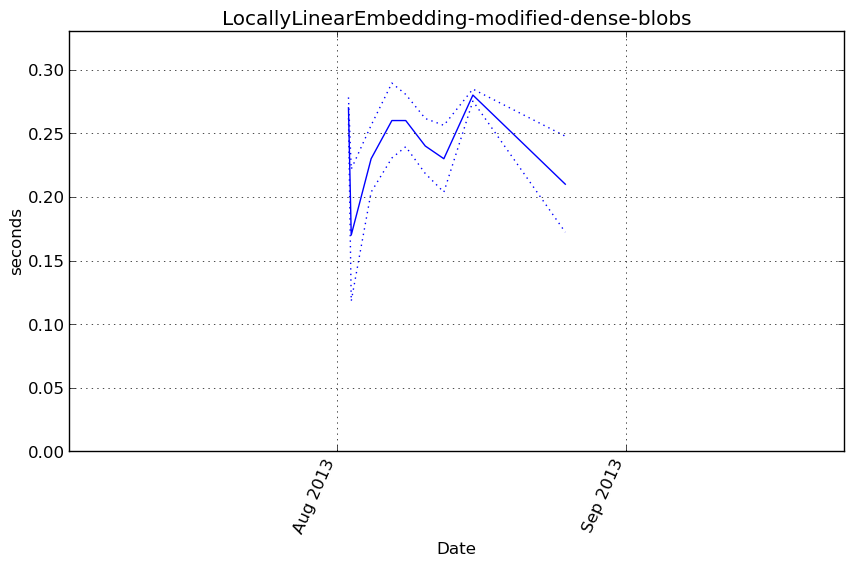 LocallyLinearEmbedding-modified-dense-blobs
0.30
0.25
0.20
0.15
0.10
0.05
0.00
seconds
Aug 2013
Sep 2013
Date